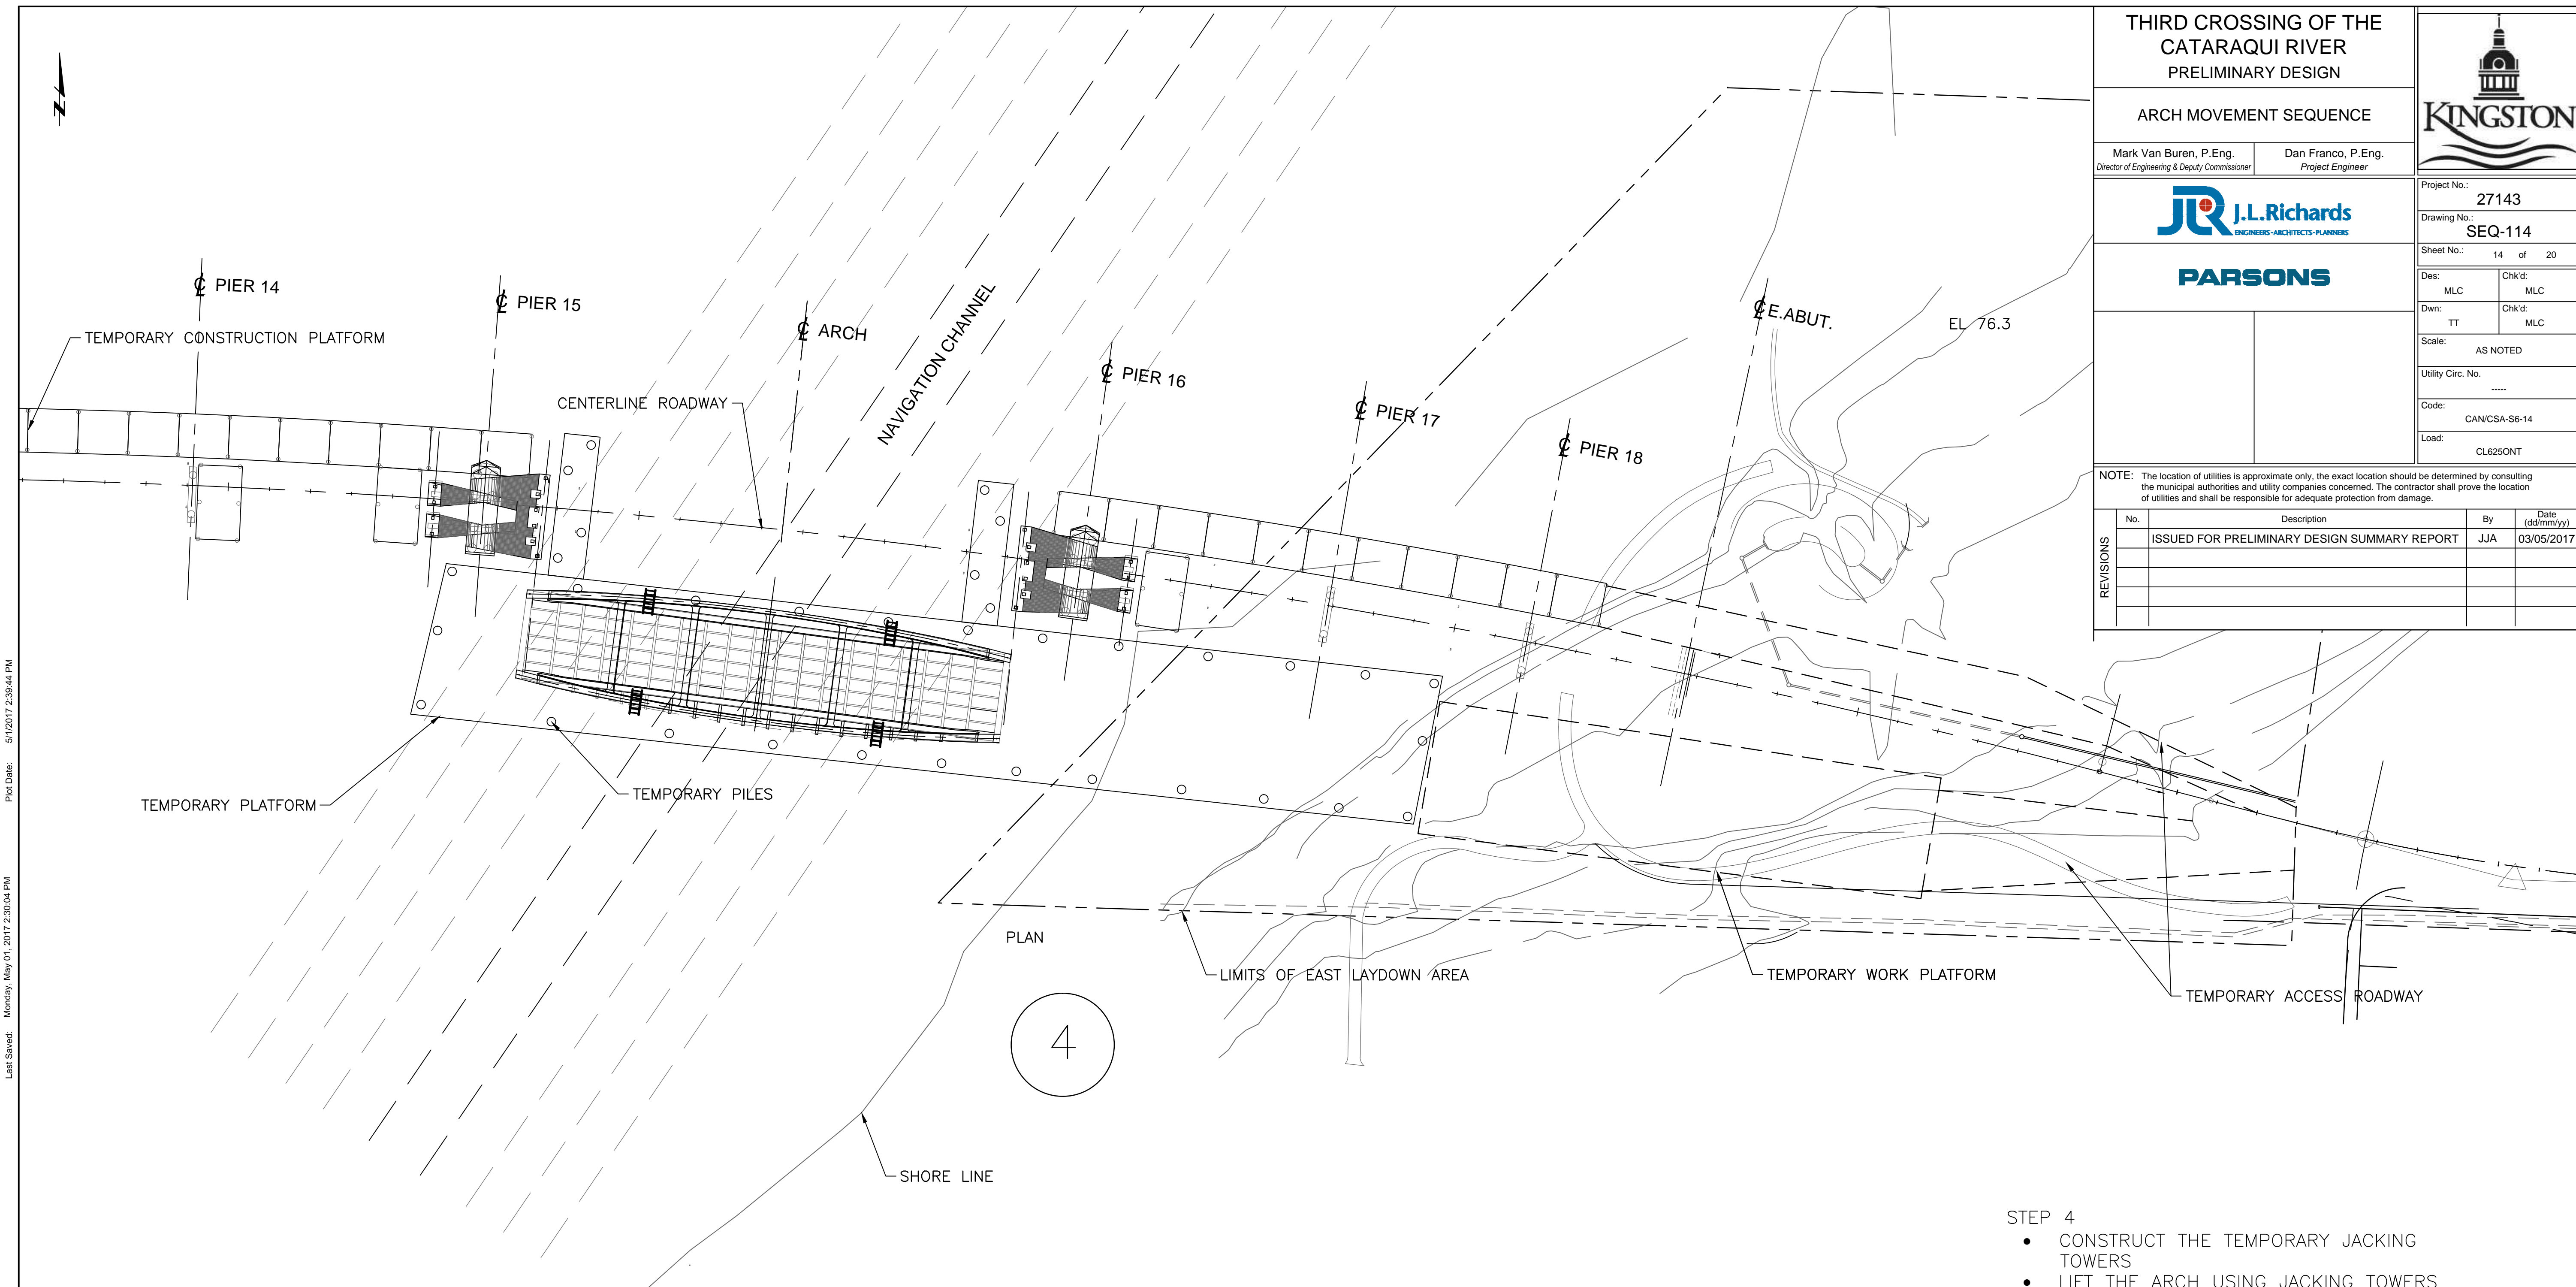 THIRD CROSSING OF THE
CATARAQUI RIVER
PRELIMINARY DESIGN
ARCH MOVEMENT SEQUENCE
Mark Van Buren, P.Eng.
Director of Engineering & Deputy Commissioner
Dan Franco, P.Eng.
Project Engineer
KINGSTON
JLR J.L.Richards
ENGINEERS · ARCHITECTS · PLANNERS
PARSONS
Project No.:
27143
Drawing No.:
SEQ-114
Sheet No.: 14 of 20
Des:
MLC
Chk'd:
MLC
Dwn:
TT
Chk'd:
MLC
Scale:
AS NOTED
Utility Circ. No.
-----
Code:
CAN/CSA-S6-14
Load:
CL625ONT
NOTE: The location of utilities is approximate only, the exact location should be determined by consulting
the municipal authorities and utility companies concerned. The contractor shall prove the location
of utilities and shall be responsible for adequate protection from damage.
REVISIONS
No. Description By Date
(dd/mm/yy)
ISSUED FOR PRELIMINARY DESIGN SUMMARY REPORT JJA 03/05/2017
N
℄ PIER 14
℄ PIER 15
℄ ARCH
NAVIGATION CHANNEL
℄ PIER 16
℄ PIER 17
℄ PIER 18
℄ E.ABUT.
EL 76.3
TEMPORARY CONSTRUCTION PLATFORM
CENTERLINE ROADWAY
TEMPORARY PLATFORM
TEMPORARY PILES
PLAN
LIMITS OF EAST LAYDOWN AREA
TEMPORARY WORK PLATFORM
TEMPORARY ACCESS ROADWAY
4
SHORE LINE
STEP 4
• CONSTRUCT THE TEMPORARY JACKING
TOWERS
• LIFT THE ARCH USING JACKING TOWERS
Plot Date: 5/1/2017 2:39:44 PM
Last Saved: Monday, May 01, 2017 2:30:04 PM